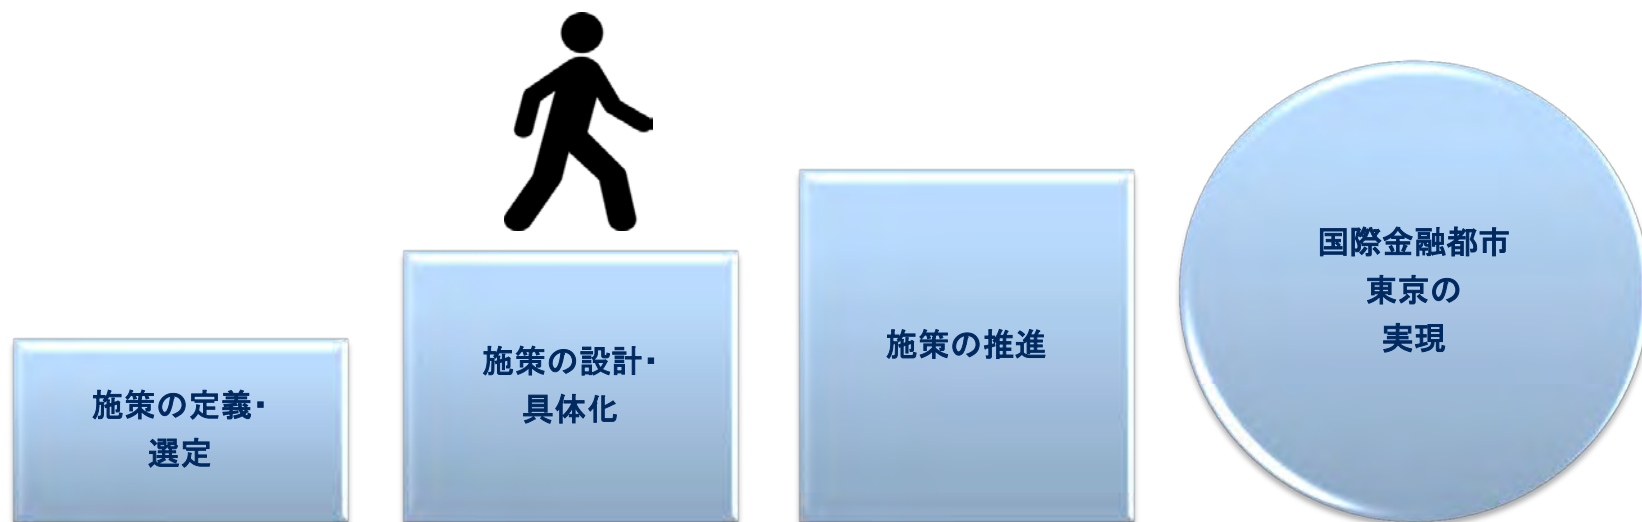 施策の定義・
選定
施策の設計・
具体化
施策の推進
国際金融都市
東京の
実現